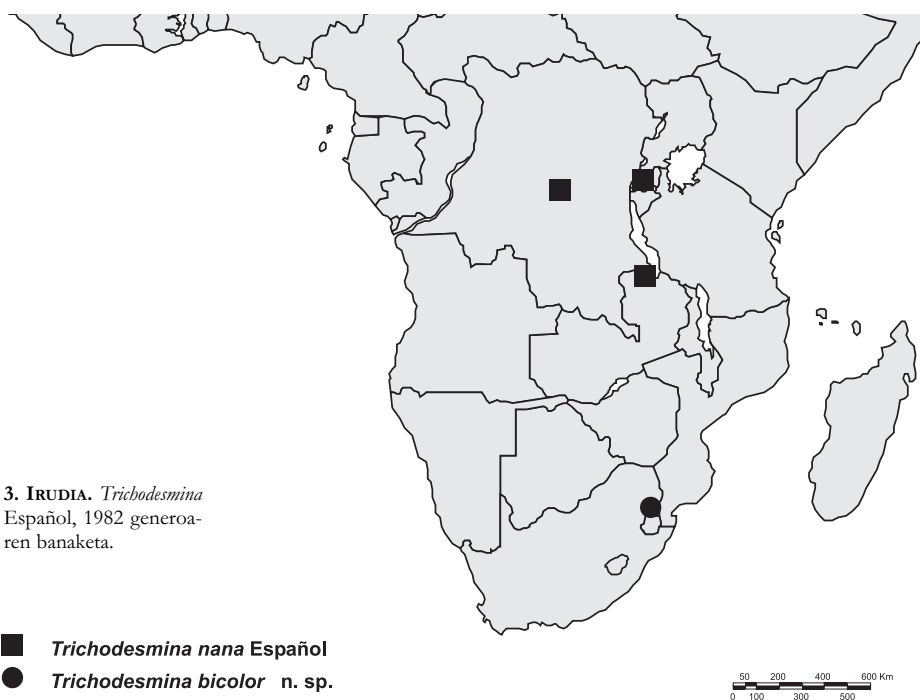 3. IRUDIA. Trichodesmina
Español, 1982 generoa-
ren banaketa.
Trichodesmina nana Español
Trichodesmina bicolor n. sp.
50 200 400 600 Km
0 100 300 500